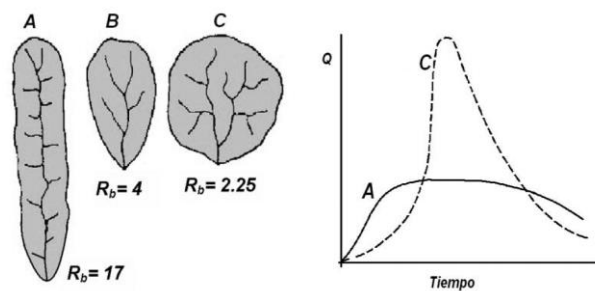 A
B
C
R_b= 4
R_b= 2.25
R_b= 17
Q
C
A
Tiempo